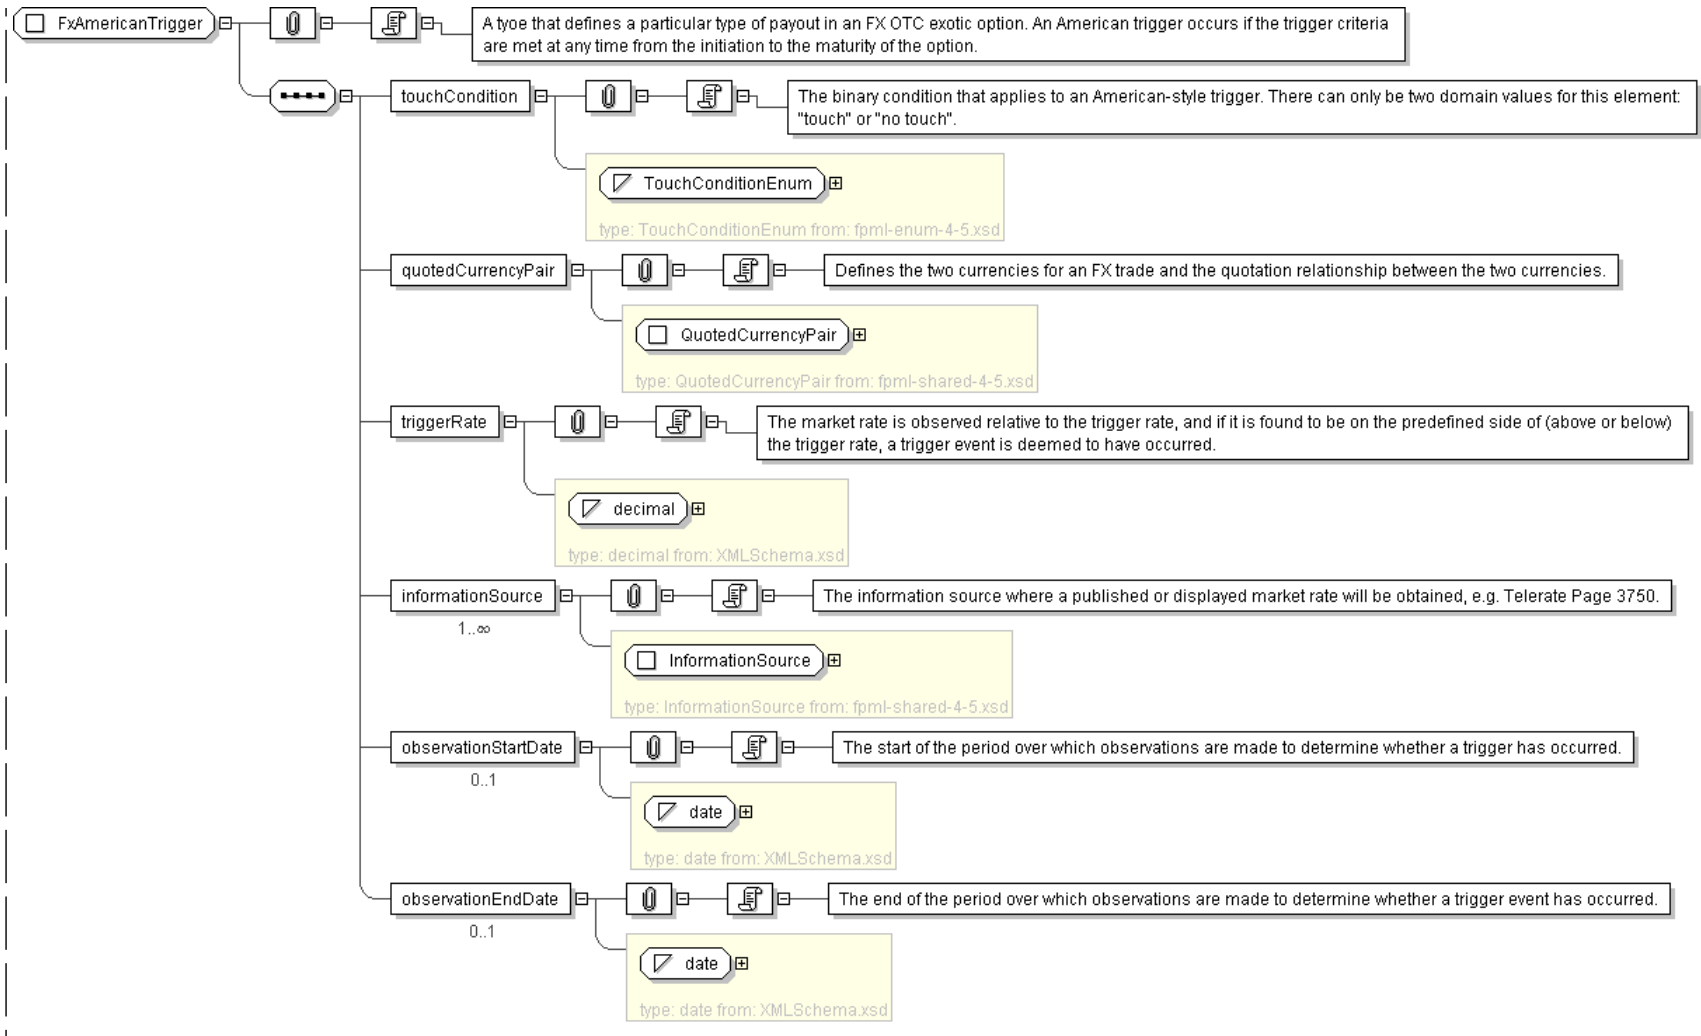 FxAmericanTrigger
A tyoe that defines a particular type of payout in an FX OTC exotic option. An American trigger occurs if the trigger criteria
are met at any time from the initiation to the maturity of the option.
touchCondition
The binary condition that applies to an American-style trigger. There can only be two domain values for this element:
"touch" or "no touch".
TouchConditionEnum
type: TouchConditionEnum from: fpml-enum-4-5.xsd
quotedCurrencyPair
Defines the two currencies for an FX trade and the quotation relationship between the two currencies.
QuotedCurrencyPair
type: QuotedCurrencyPair from: fpml-shared-4-5.xsd
triggerRate
The market rate is observed relative to the trigger rate, and if it is found to be on the predefined side of (above or below)
the trigger rate, a trigger event is deemed to have occurred.
decimal
type: decimal from: XMLSchema.xsd
informationSource
The information source where a published or displayed market rate will be obtained, e.g. Telerate Page 3750.
1..∞
InformationSource
type: InformationSource from: fpml-shared-4-5.xsd
observationStartDate
The start of the period over which observations are made to determine whether a trigger has occurred.
0..1
date
type: date from: XMLSchema.xsd
observationEndDate
The end of the period over which observations are made to determine whether a trigger event has occurred.
0..1
date
type: date from: XMLSchema.xsd